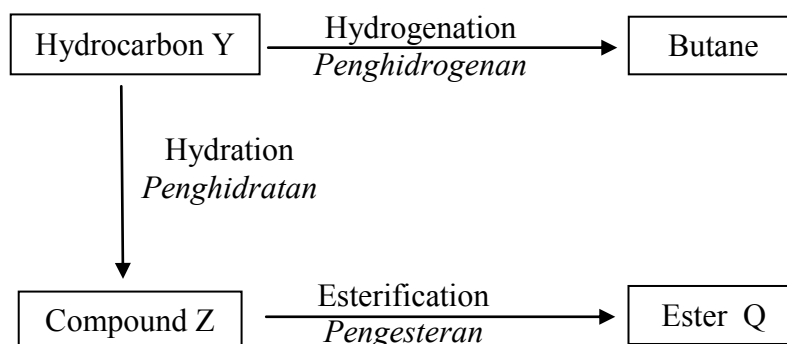 Hydrocarbon Y
Hydrogenation
Penghidrogenan
Butane
Hydration
Penghidratan
Compound Z
Esterification
Pengesteran
Ester Q